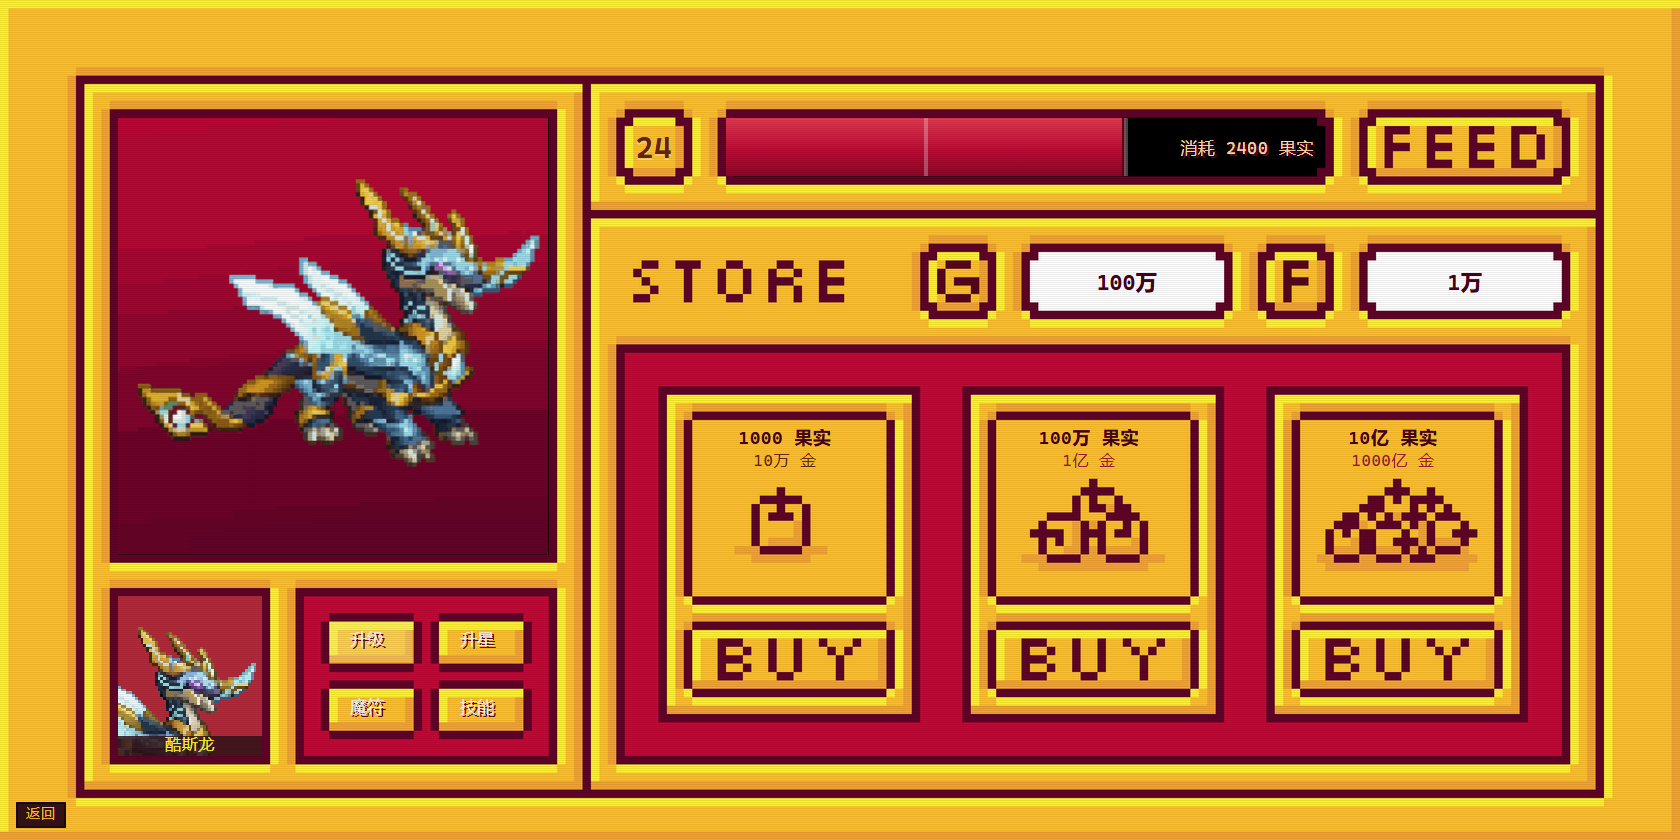 24
消耗 2400 果实
FEED
STORE
G
100万
F
1万
1000 果实
10万 金
100万 果实
1亿 金
10亿 果实
1000亿 金
BUY
BUY
BUY
升级
升星
魔符
技能
酷斯龙
返回